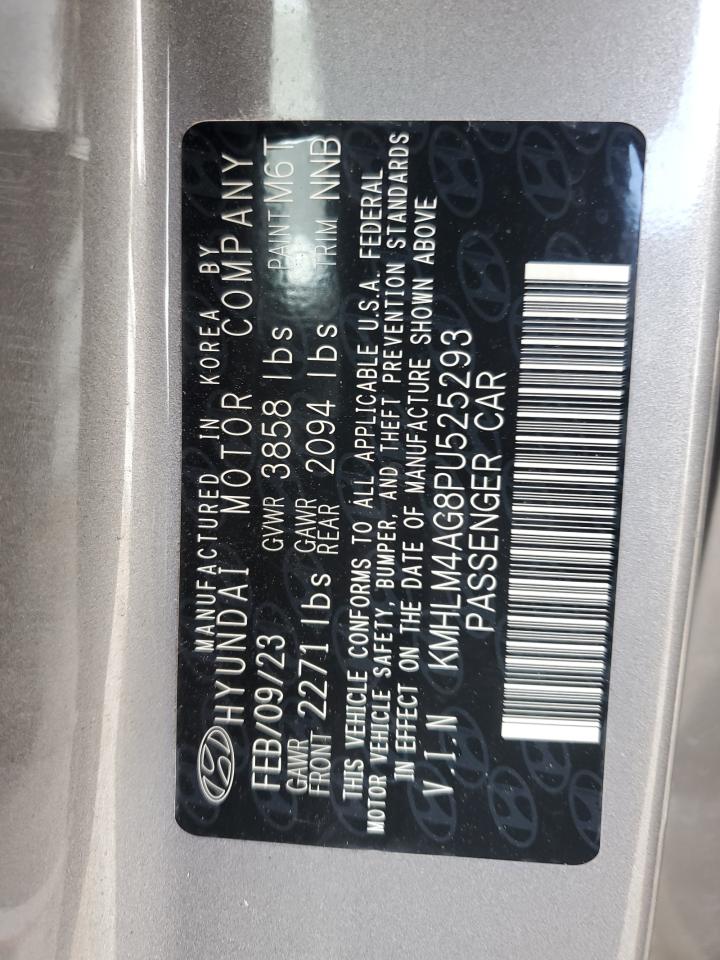 MANUFACTURED IN KOREA BY
HYUNDAI MOTOR COMPANY
FEB/09/23 GVWR 3858 lbs PAINT M6T
GAWR FRONT 2271 lbs GAWR REAR 2094 lbs TRIM NNB
THIS VEHICLE CONFORMS TO ALL APPLICABLE U.S.A. FEDERAL
MOTOR VEHICLE SAFETY, BUMPER, AND THEFT PREVENTION STANDARDS
IN EFFECT ON THE DATE OF MANUFACTURE SHOWN ABOVE
V.I.N KMHLM4AG8PU525293
PASSENGER CAR